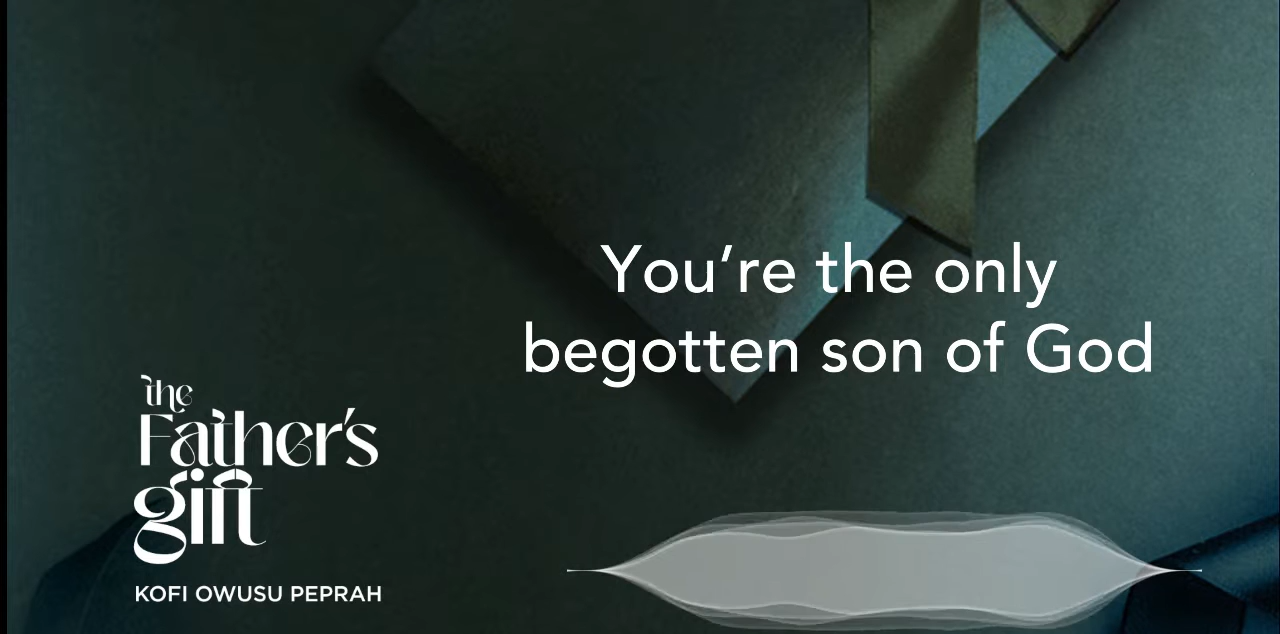 You’re the only
begotten son of God
the
Father's
gift
KOFI OWUSU PEPRAH